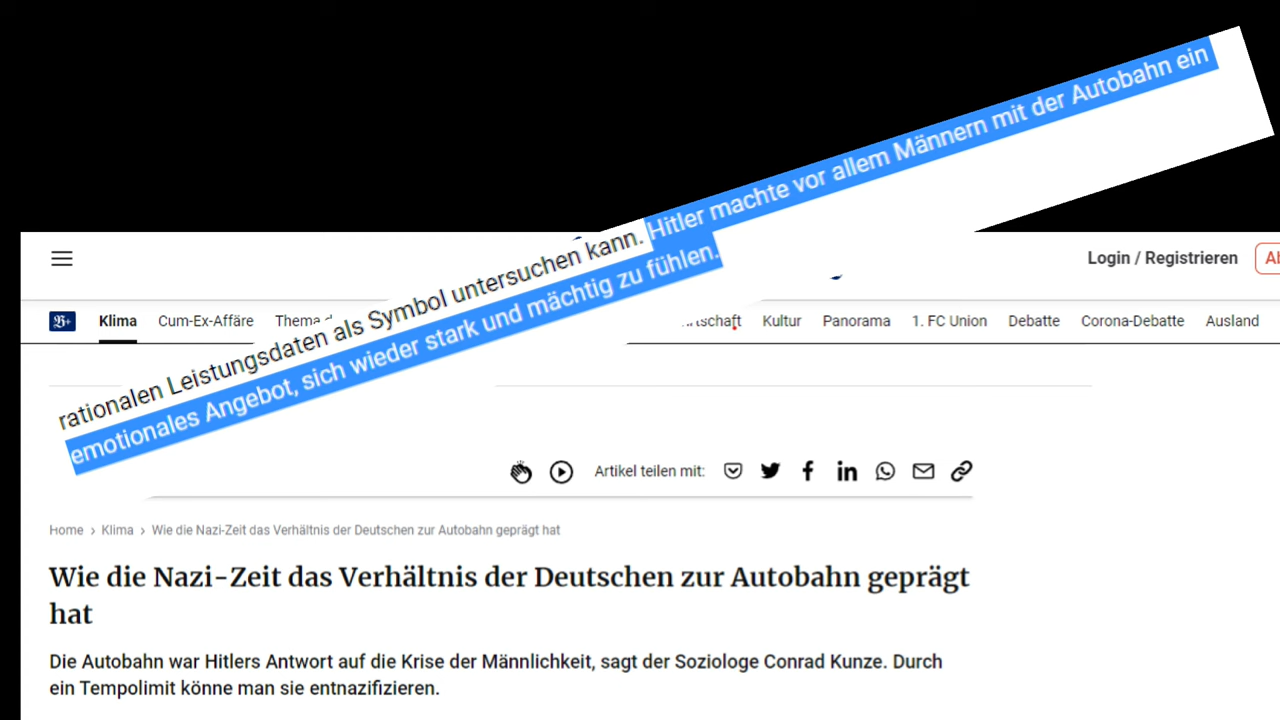 rationalen Leistungsdaten als Symbol untersuchen kann. Hitler machte vor allem Männern mit der Autobahn ein
emotionales Angebot, sich wieder stark und mächtig zu fühlen.
Login / Registrieren
B+ Klima Cum-Ex-Affäre Thema Kultur Panorama 1. FC Union Debatte Corona-Debatte Ausland
Artikel teilen mit:
Home › Klima › Wie die Nazi-Zeit das Verhältnis der Deutschen zur Autobahn geprägt hat
Wie die Nazi-Zeit das Verhältnis der Deutschen zur Autobahn geprägt
hat
Die Autobahn war Hitlers Antwort auf die Krise der Männlichkeit, sagt der Soziologe Conrad Kunze. Durch
ein Tempolimit könne man sie entnazifizieren.